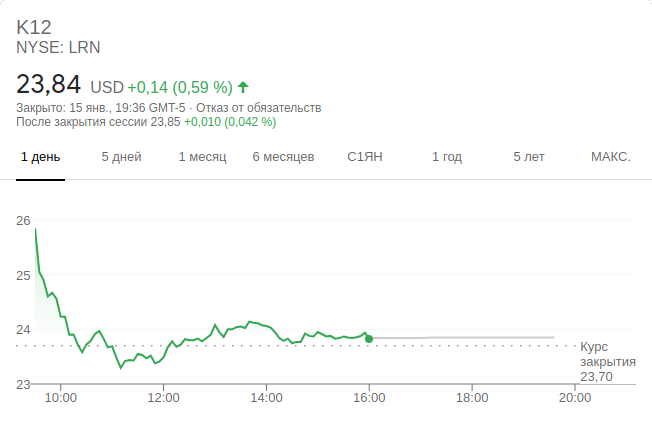 K12
NYSE: LRN
23,84 USD +0,14 (0,59 %)
Закрыто: 15 янв., 19:36 GMT-5 · Отказ от обязательств
После закрытия сессии 23,85 +0,010 (0,042 %)
1 день 5 дней 1 месяц 6 месяцев С1ЯН 1 год 5 лет МАКС.
26
25
24
23
Курс
закрытия
23,70
10:00 12:00 14:00 16:00 18:00 20:00